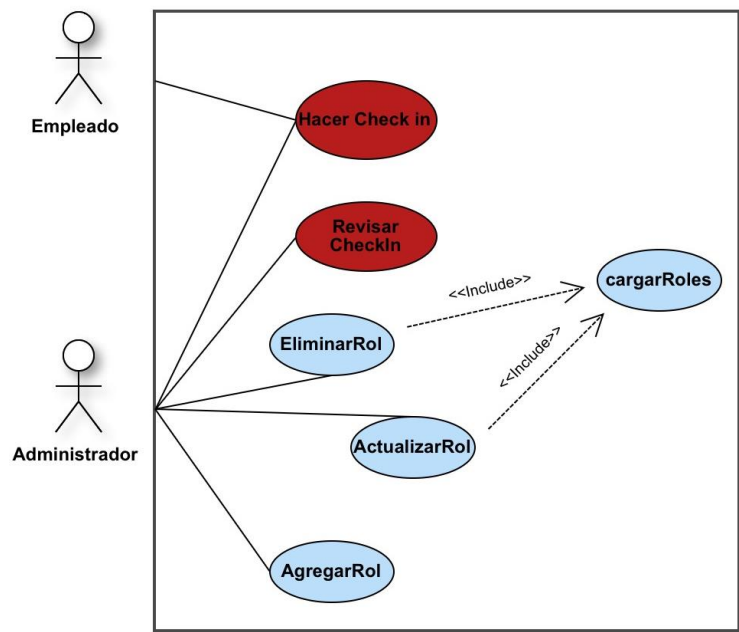 Empleado
Hacer Check in
Revisar
CheckIn
<<Include>>
cargarRoles
EliminarRol
<<Include>>
Administrador
ActualizarRol
AgregarRol